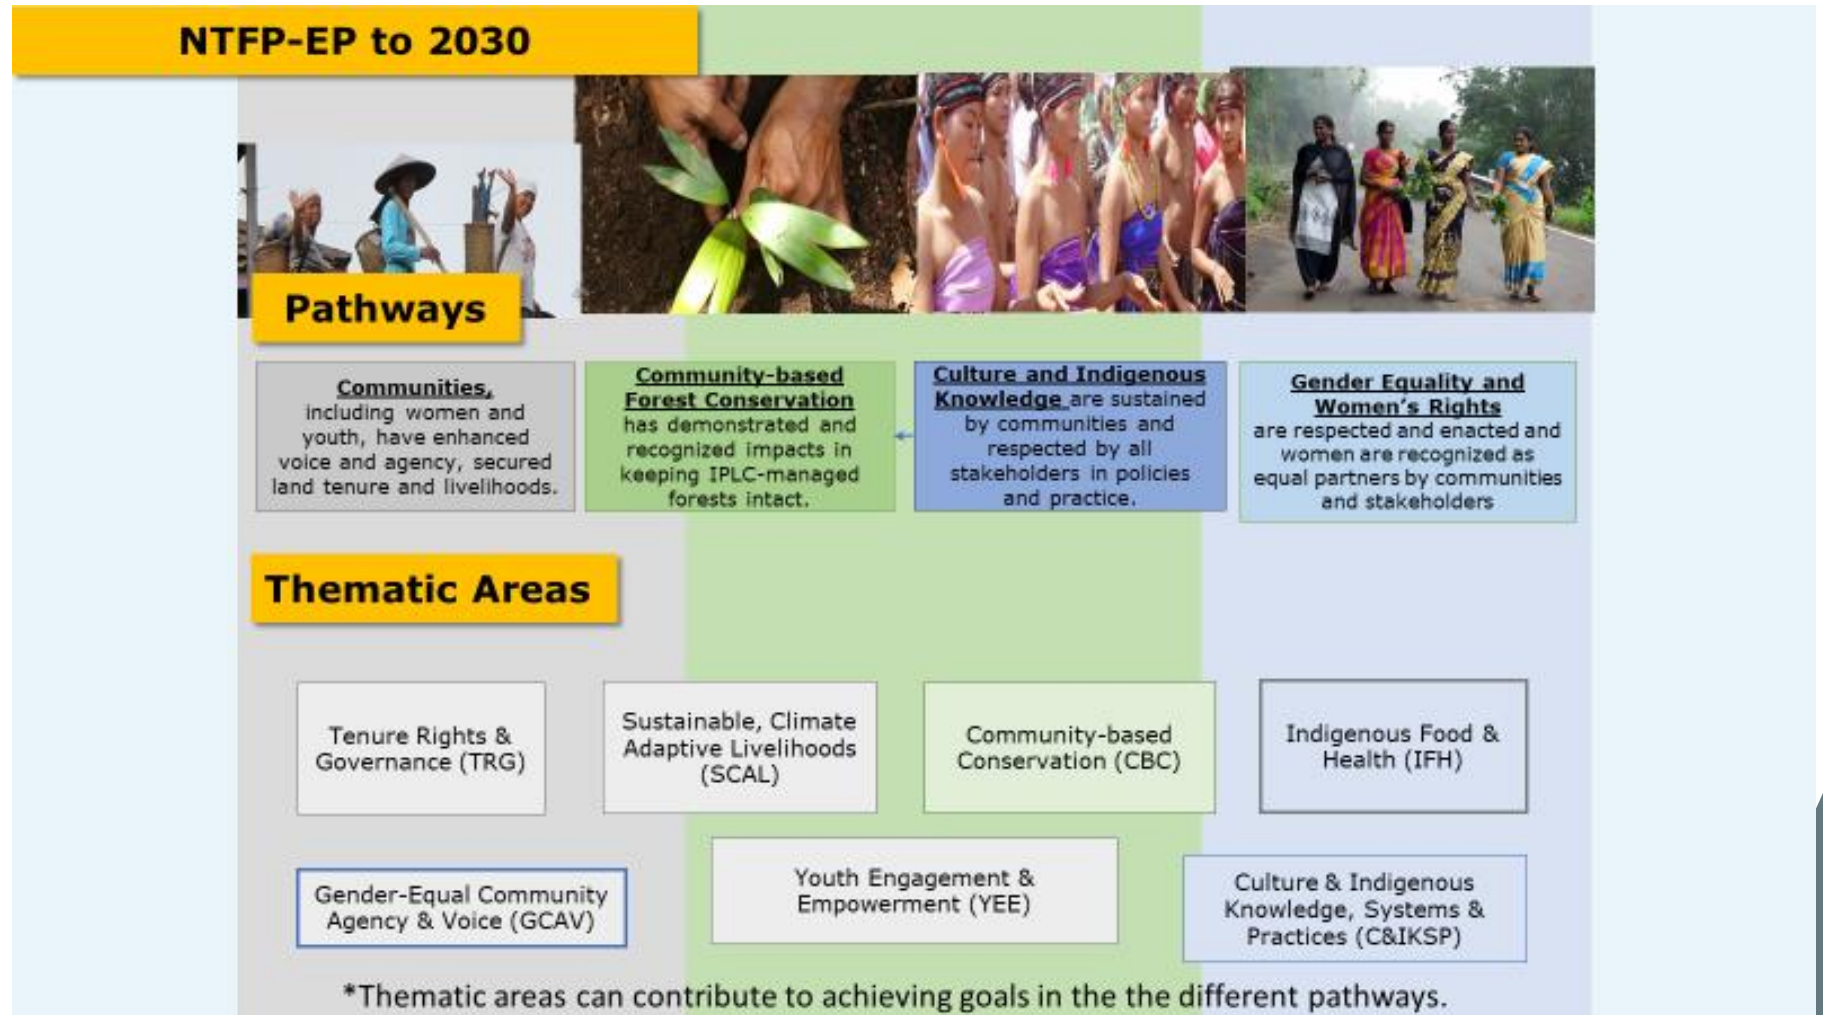 NTFP-EP to 2030
Pathways
Communities,
including women and
youth, have enhanced
voice and agency, secured
land tenure and livelihoods.
Community-based
Forest Conservation
has demonstrated and
recognized impacts in
keeping IPLC-managed
forests intact.
Culture and Indigenous
Knowledge are sustained
by communities and
respected by all
stakeholders in policies
and practice.
Gender Equality and
Women's Rights
are respected and enacted and
women are recognized as
equal partners by communities
and stakeholders
Thematic Areas
Tenure Rights &
Governance (TRG)
Sustainable, Climate
Adaptive Livelihoods
(SCAL)
Community-based
Conservation (CBC)
Indigenous Food &
Health (IFH)
Gender-Equal Community
Agency & Voice (GCAV)
Youth Engagement &
Empowerment (YEE)
Culture & Indigenous
Knowledge, Systems &
Practices (C&IKSP)
*Thematic areas can contribute to achieving goals in the the different pathways.